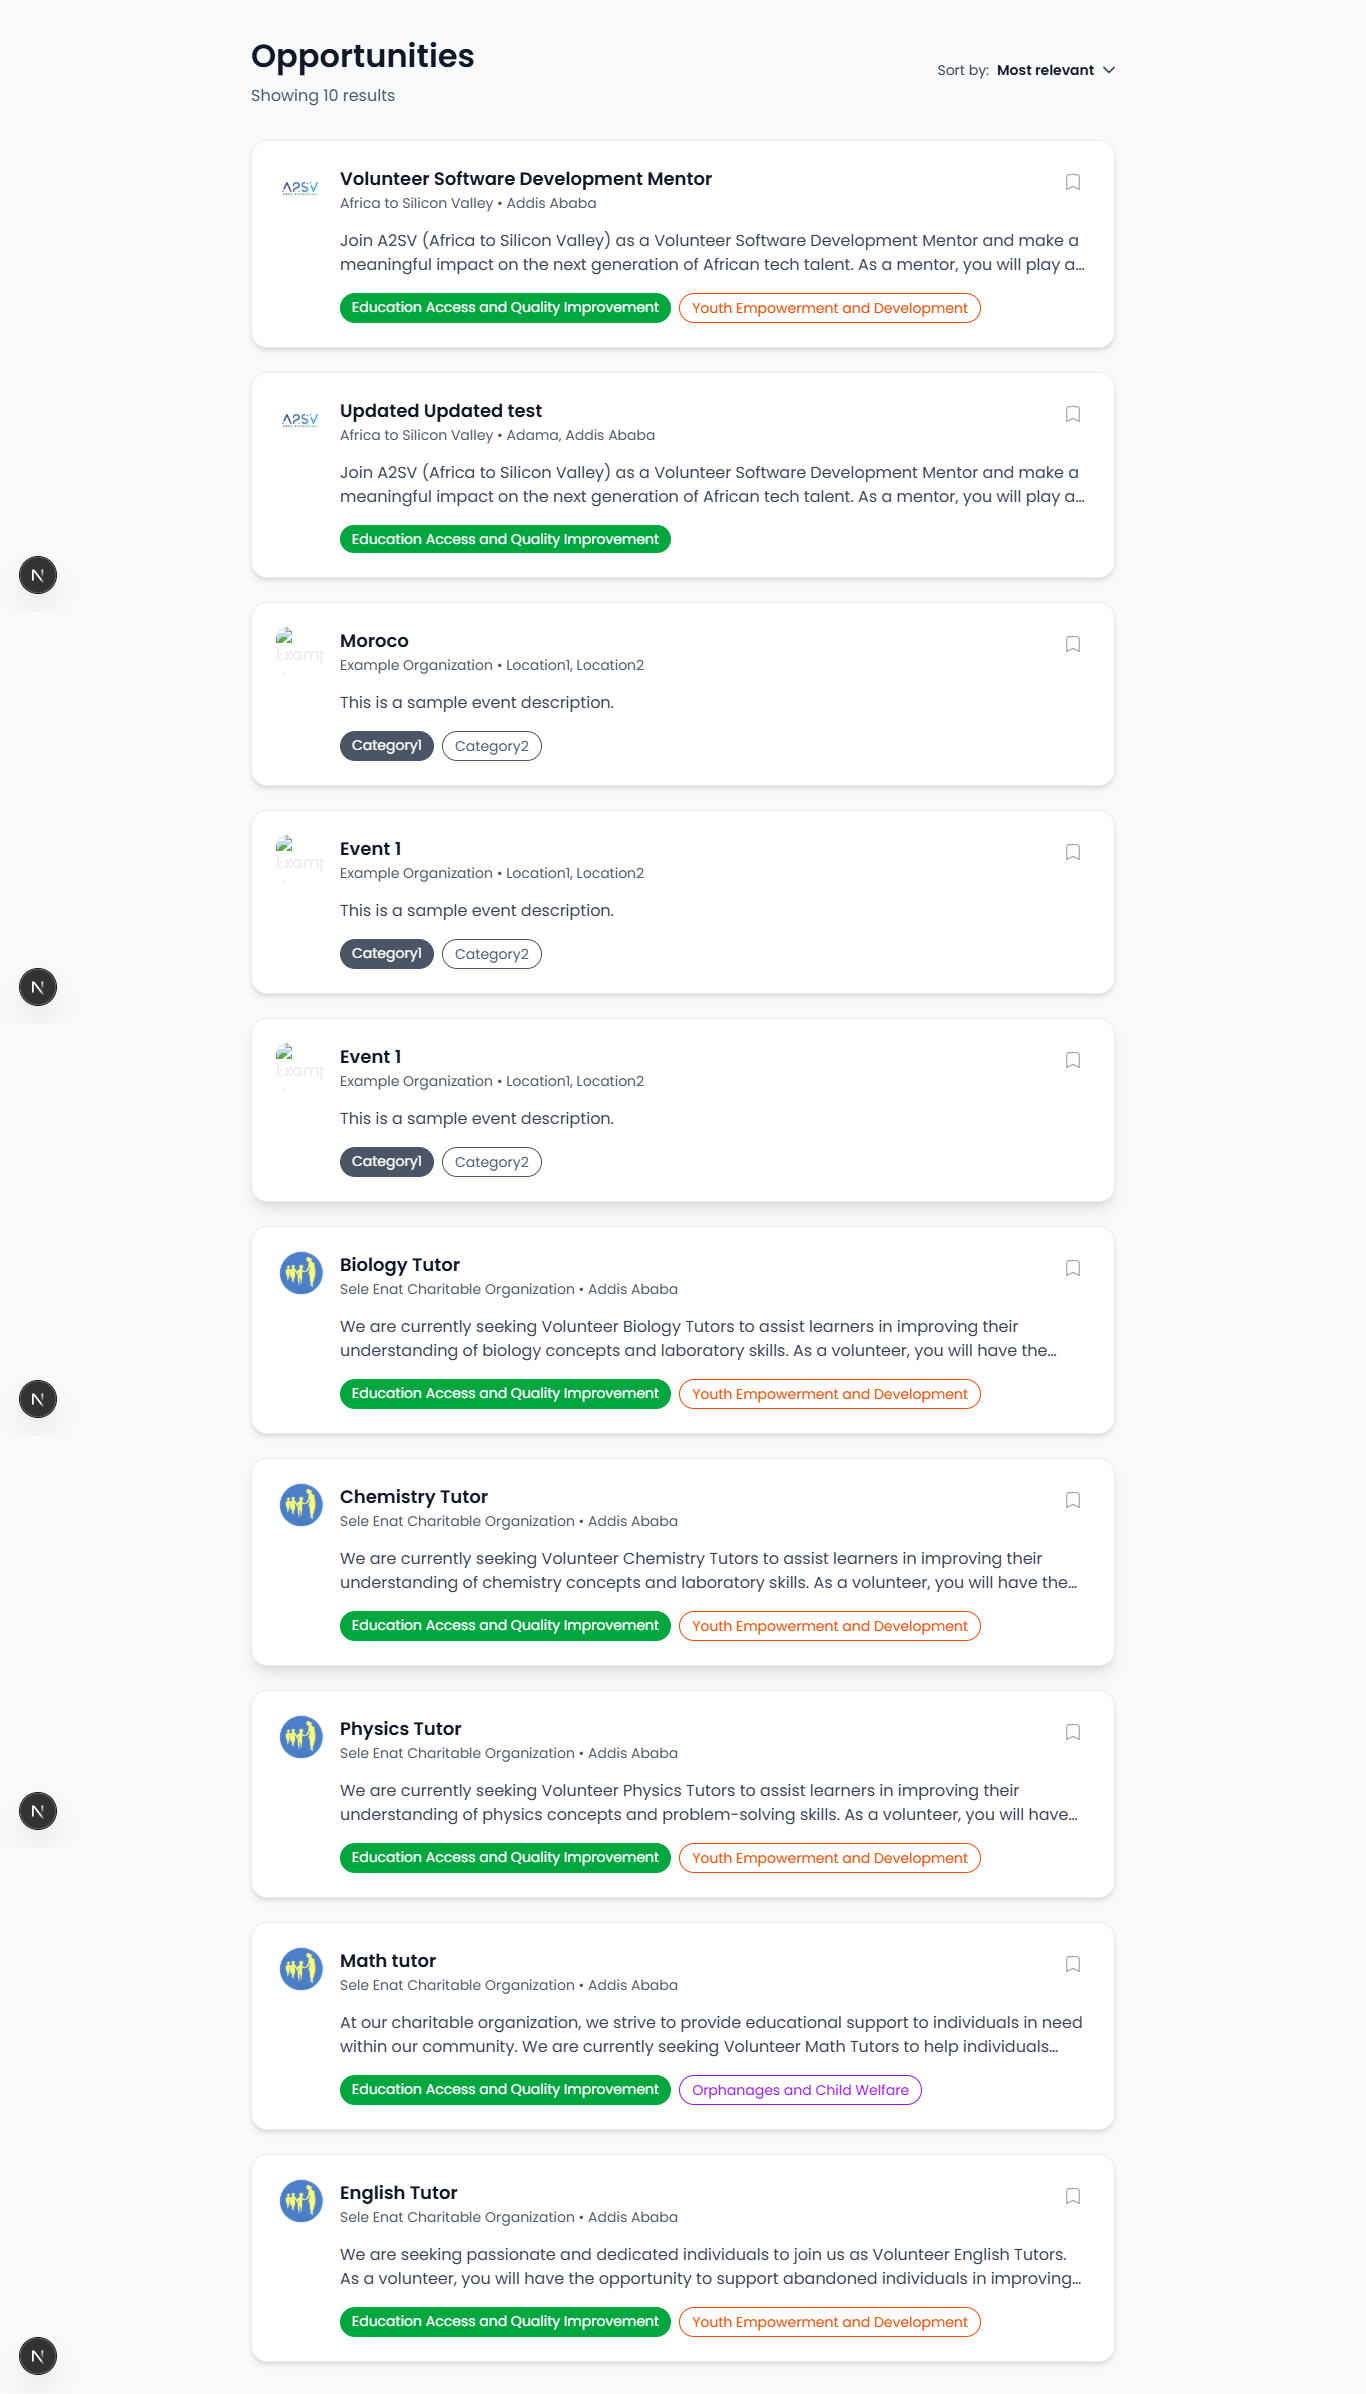 Opportunities
Showing 10 results
Sort by: Most relevant
A2SV
Volunteer Software Development Mentor
Africa to Silicon Valley • Addis Ababa
Join A2SV (Africa to Silicon Valley) as a Volunteer Software Development Mentor and make a
meaningful impact on the next generation of African tech talent. As a mentor, you will play a...
Education Access and Quality Improvement
Youth Empowerment and Development
A2SV
Updated Updated test
Africa to Silicon Valley • Adama, Addis Ababa
Join A2SV (Africa to Silicon Valley) as a Volunteer Software Development Mentor and make a
meaningful impact on the next generation of African tech talent. As a mentor, you will play a...
Education Access and Quality Improvement
N
Examp
Moroco
Example Organization • Location1, Location2
This is a sample event description.
Category1
Category2
Examp
Event 1
Example Organization • Location1, Location2
This is a sample event description.
Category1
Category2
N
Examp
Event 1
Example Organization • Location1, Location2
This is a sample event description.
Category1
Category2
Biology Tutor
Sele Enat Charitable Organization • Addis Ababa
We are currently seeking Volunteer Biology Tutors to assist learners in improving their
understanding of biology concepts and laboratory skills. As a volunteer, you will have the...
Education Access and Quality Improvement
Youth Empowerment and Development
N
Chemistry Tutor
Sele Enat Charitable Organization • Addis Ababa
We are currently seeking Volunteer Chemistry Tutors to assist learners in improving their
understanding of chemistry concepts and laboratory skills. As a volunteer, you will have the...
Education Access and Quality Improvement
Youth Empowerment and Development
Physics Tutor
Sele Enat Charitable Organization • Addis Ababa
We are currently seeking Volunteer Physics Tutors to assist learners in improving their
understanding of physics concepts and problem-solving skills. As a volunteer, you will have...
Education Access and Quality Improvement
Youth Empowerment and Development
N
Math tutor
Sele Enat Charitable Organization • Addis Ababa
At our charitable organization, we strive to provide educational support to individuals in need
within our community. We are currently seeking Volunteer Math Tutors to help individuals...
Education Access and Quality Improvement
Orphanages and Child Welfare
English Tutor
Sele Enat Charitable Organization • Addis Ababa
We are seeking passionate and dedicated individuals to join us as Volunteer English Tutors.
As a volunteer, you will have the opportunity to support abandoned individuals in improving...
Education Access and Quality Improvement
Youth Empowerment and Development
N